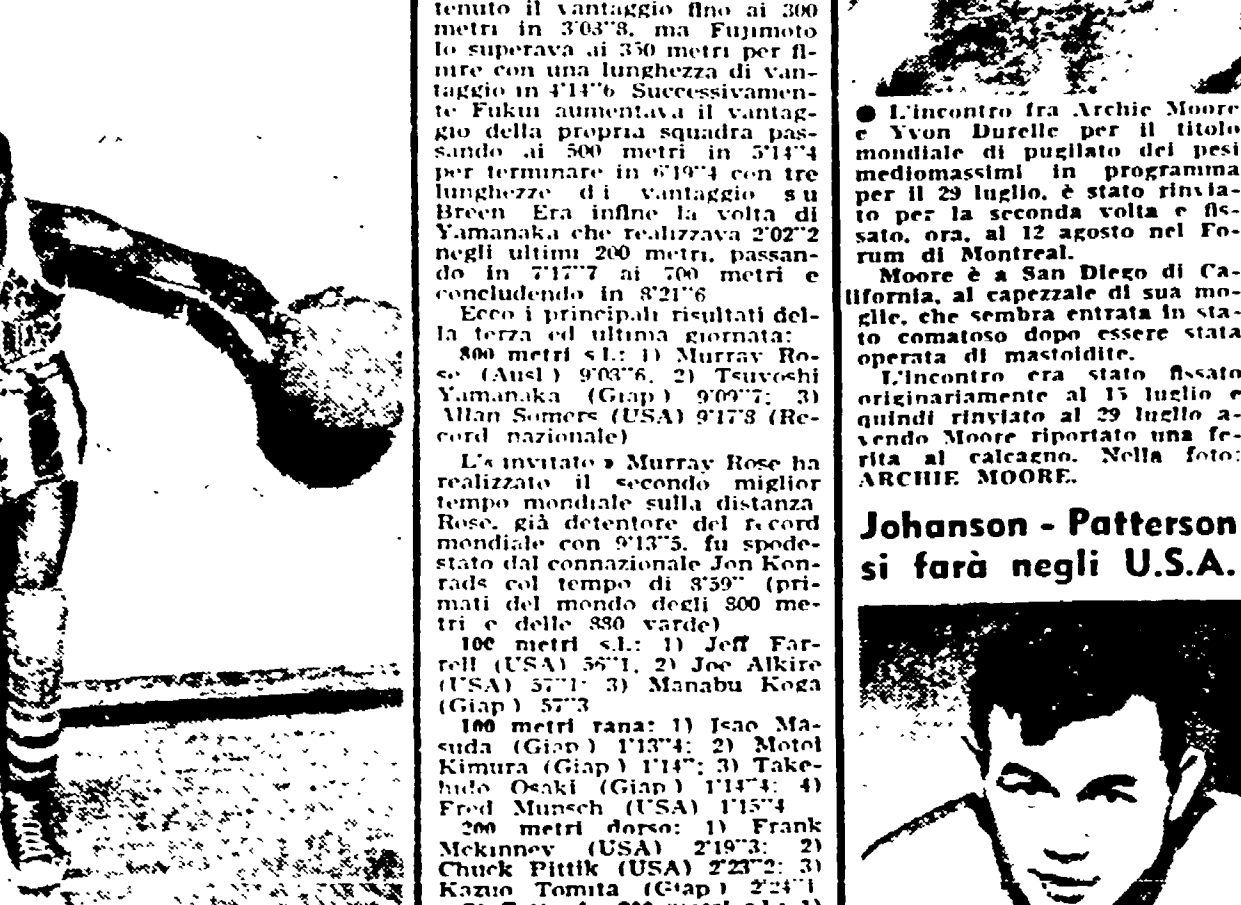 tenuto il vantaggio fino ai 300
metri in 3'03"8, ma Fujimoto
lo superava ai 350 metri per fi-
nire con una lunghezza di van-
taggio in 4'14"6 Successivamen-
te Fukui aumentava il vantag-
gio della propria squadra pas-
sando ai 500 metri in 5'14"4
per terminare in 6'19"4 con tre
lunghezze di vantaggio su
Breen Era infine la volta di
Yamanaka che realizzava 2'02"2
negli ultimi 200 metri, passan-
do in 7'17"7 ai 700 metri e
concludendo in 8'21"6
Ecco i principali risultati del-
la terza ed ultima giornata:
800 metri s.l.: 1) Murray Ro-
se (Ausl ) 9'03"6, 2) Tsuyoshi
Yamanaka (Giap ) 9'09"7; 3)
Allan Somers (USA) 9'17"8 (Re-
cord nazionale)
L'« invitato » Murray Rose ha
realizzato il secondo miglior
tempo mondiale sulla distanza
Rose, già detentore del record
mondiale con 9'13"5, fu spode-
stato dal connazionale Jon Kon-
rads col tempo di 8'59" (pri-
mati del mondo degli 800 me-
tri e delle 880 yarde)
100 metri s.l.: 1) Jeff Far-
rell (USA) 56"1, 2) Joe Alkire
(USA) 57"1; 3) Manabu Koga
(Giap ) 57"3
100 metri rana: 1) Isao Ma-
suda (Giap ) 1'13"4; 2) Motoi
Kimura (Giap ) 1'14"; 3) Take-
hido Osaki (Giap ) 1'14"4; 4)
Fred Munsch (USA) 1'15"4
200 metri dorso: 1) Frank
Mckinney (USA) 2'19"3; 2)
Chuck Pittik (USA) 2'23"2; 3)
Kazuo Tomita (Giap ) 2'24"1
● L'incontro fra Archie Moore
e Yvon Durelle per il titolo
mondiale di pugilato dei pesi
mediomassimi in programma
per il 29 luglio, è stato rinvia-
to per la seconda volta e fis-
sato, ora, al 12 agosto nel Fo-
rum di Montreal.
Moore è a San Diego di Ca-
lifornia, al capezzale di sua mo-
glie, che sembra entrata in sta-
to comatoso dopo essere stata
operata di mastoidite.
L'incontro era stato fissato
originariamente al 15 luglio e
quindi rinviato al 29 luglio a-
vendo Moore riportato una fe-
rita al calcagno. Nella foto:
ARCHIE MOORE.
Johanson - Patterson
si farà negli U.S.A.